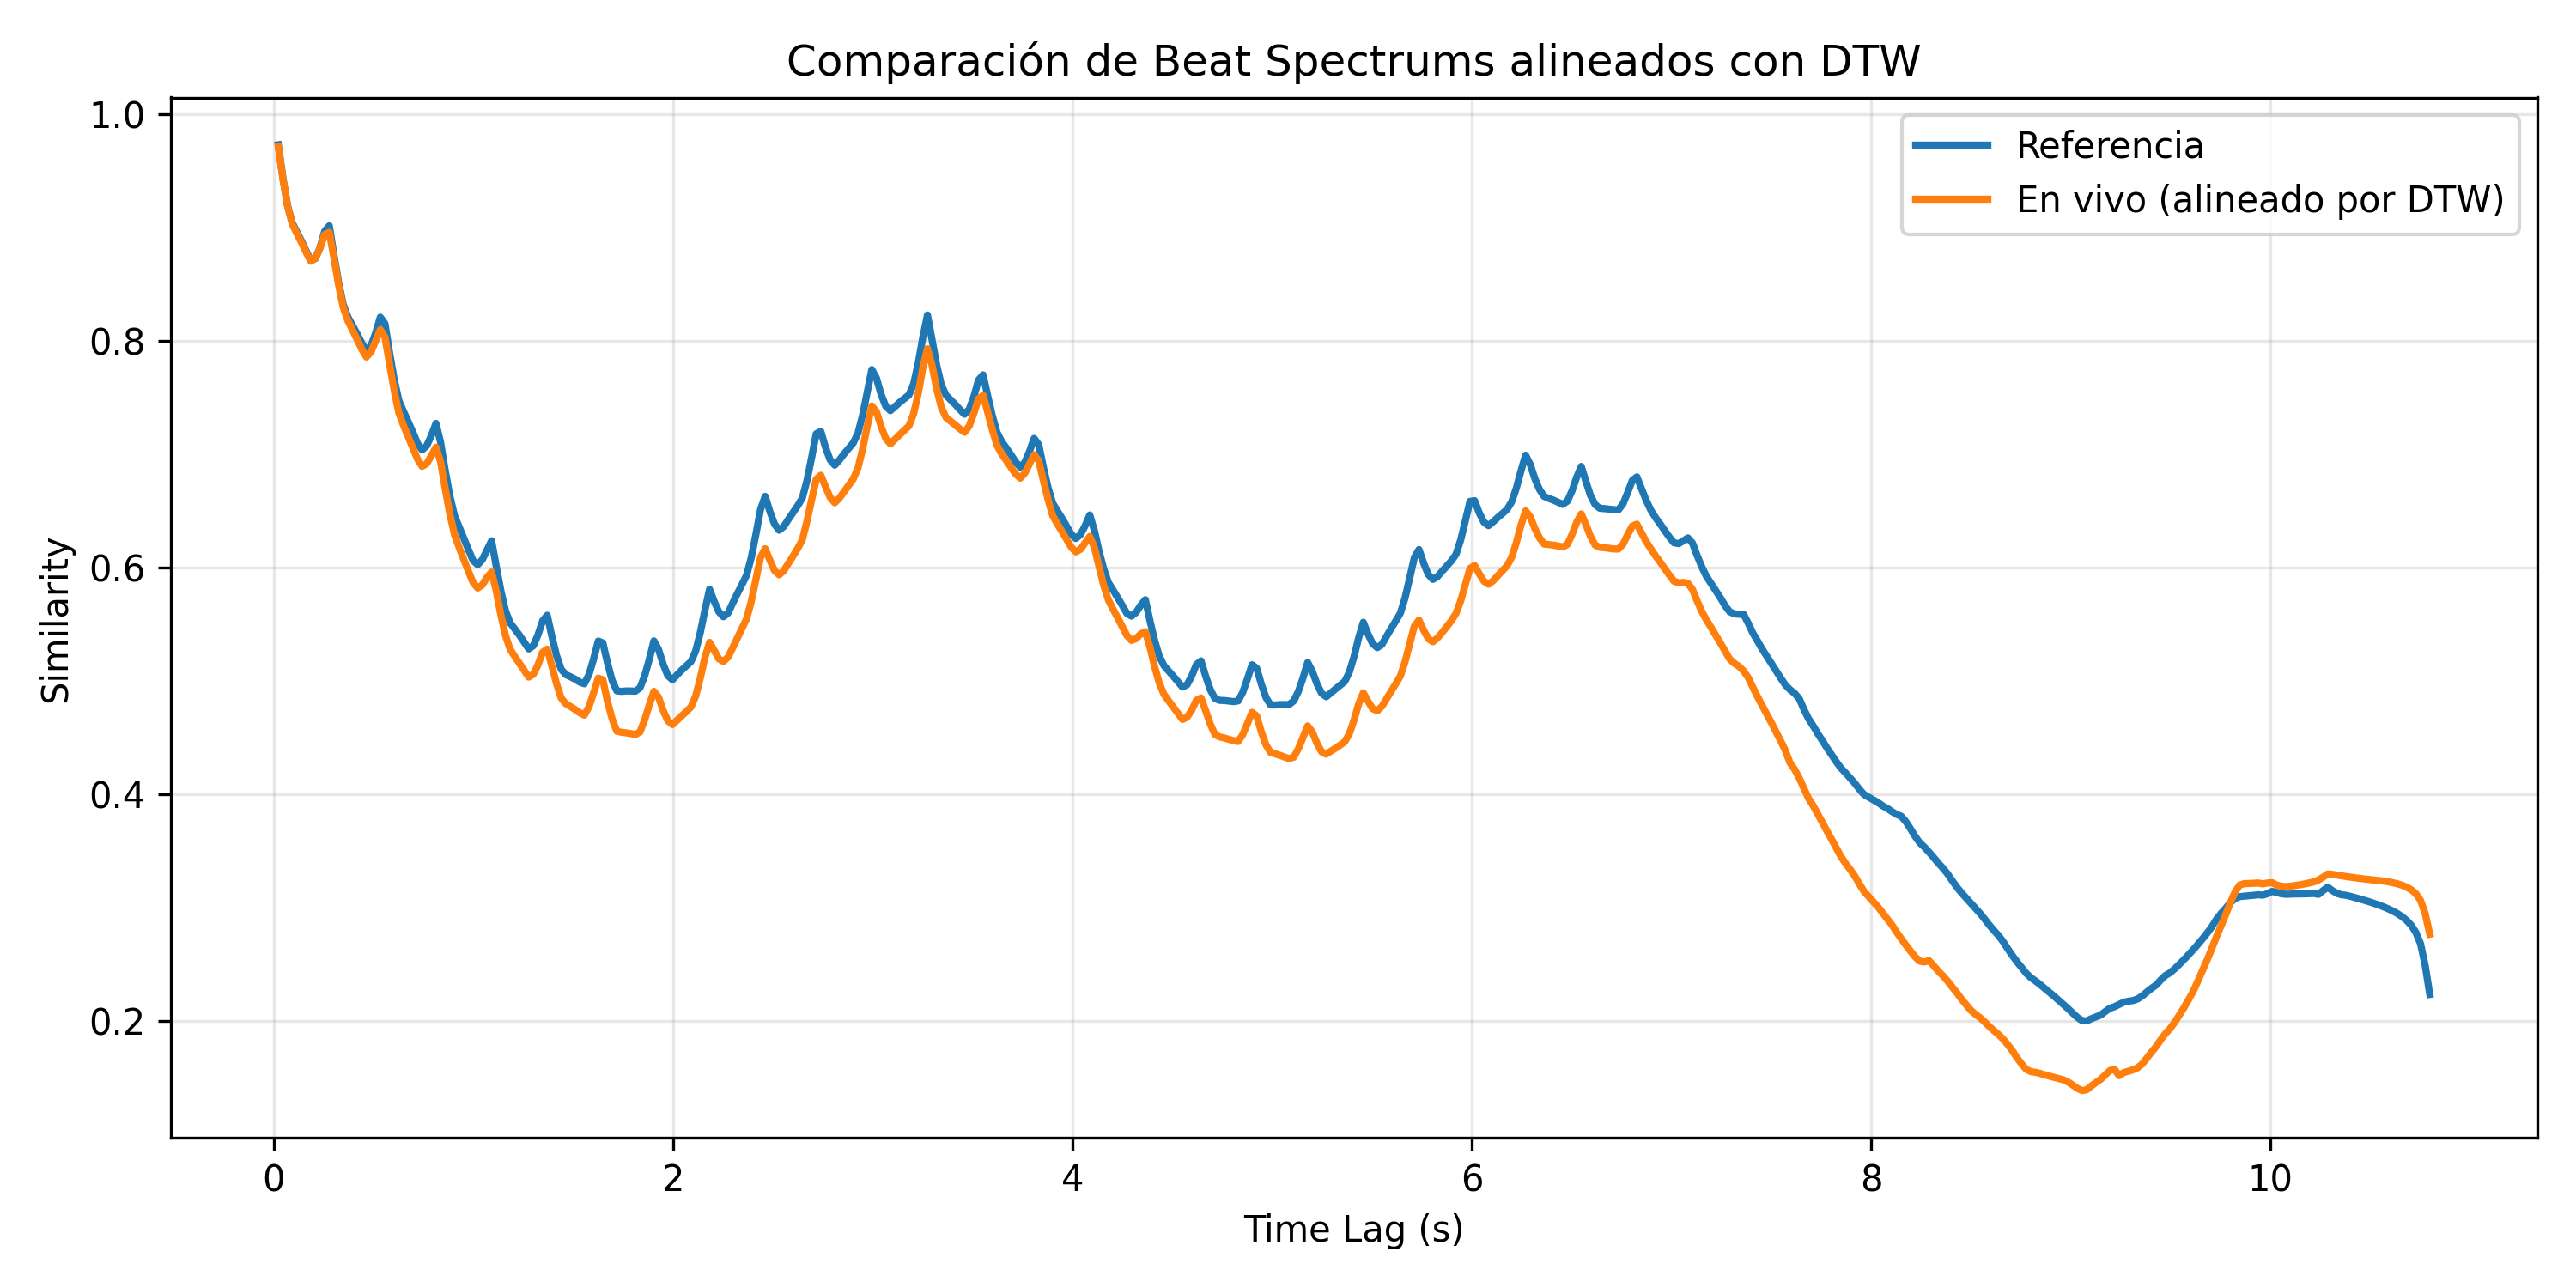 Comparación de Beat Spectrums alineados con DTW
Referencia
En vivo (alineado por DTW)
Similarity
1.0
0.8
0.6
0.4
0.2
0 2 4 6 8 10
Time Lag (s)